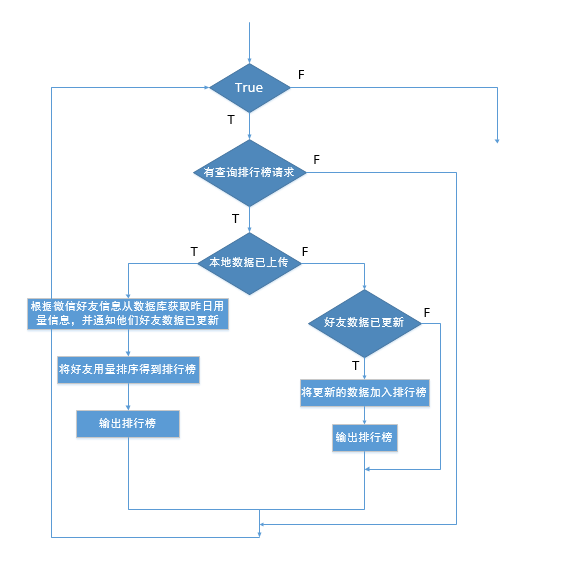 F
True
T
有查询排行榜请求
F
T
本地数据已上传
T
F
根据微信好友信息从数据库获取昨日用
量信息，并通知他们好友数据已更新
好友数据已更新
F
将好友用量排序得到排行榜
T
将更新的数据加入排行榜
输出排行榜
输出排行榜